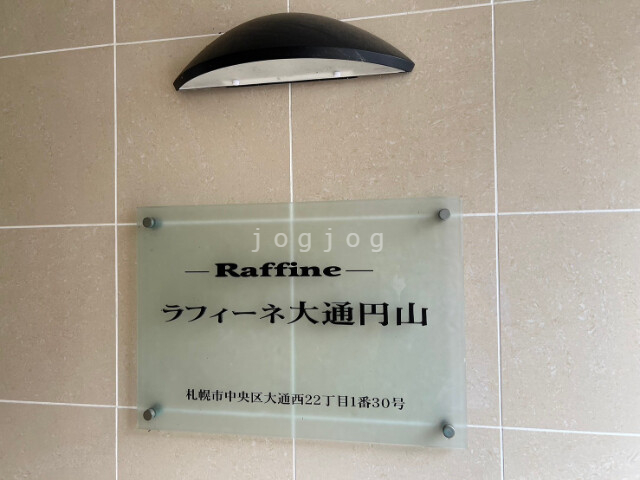 jogjog
— Raffine —
ラフィーネ大通円山
札幌市中央区大通西22丁目1番30号